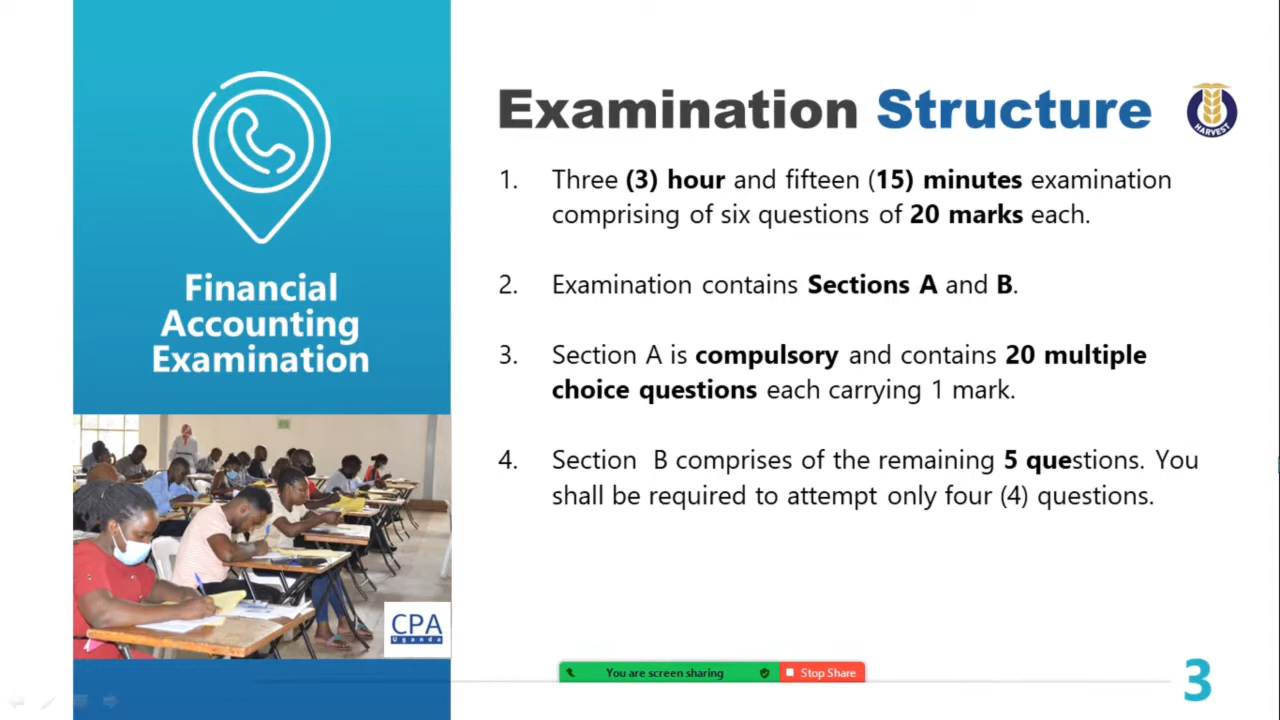 Financial
Accounting
Examination
CPA
Uganda
Examination Structure
HARVEST
1. Three (3) hour and fifteen (15) minutes examination
comprising of six questions of 20 marks each.
2. Examination contains Sections A and B.
3. Section A is compulsory and contains 20 multiple
choice questions each carrying 1 mark.
4. Section B comprises of the remaining 5 questions. You
shall be required to attempt only four (4) questions.
You are screen sharing
Stop Share
3